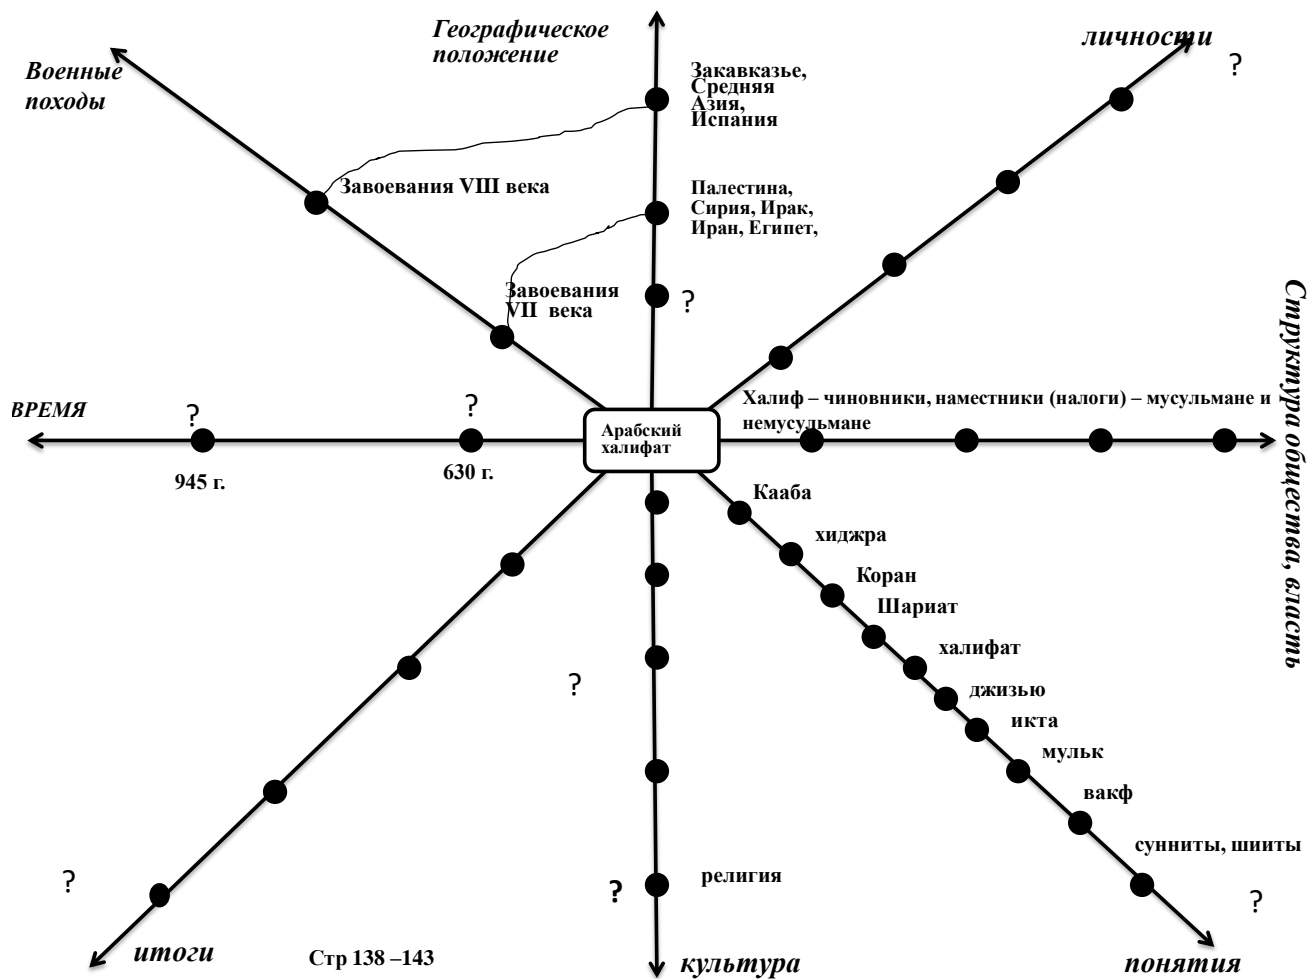 Географическое
положение
личности
?
Военные
походы
Закавказье,
Средняя
Азия,
Испания
Завоевания VIII века
Палестина,
Сирия, Ирак,
Иран, Египет,
Завоевания
VII века
?
Структура общества, власть
ВРЕМЯ
?
?
945 г.
630 г.
Арабский
халифат
Халиф – чиновники, наместники (налоги) – мусульмане и
немусульмане
Кааба
хиджра
Коран
Шариат
халифат
джизью
икта
мульк
вакф
сунниты, шииты
?
понятия
?
?
религия
культура
?
итоги
Стр 138 –143